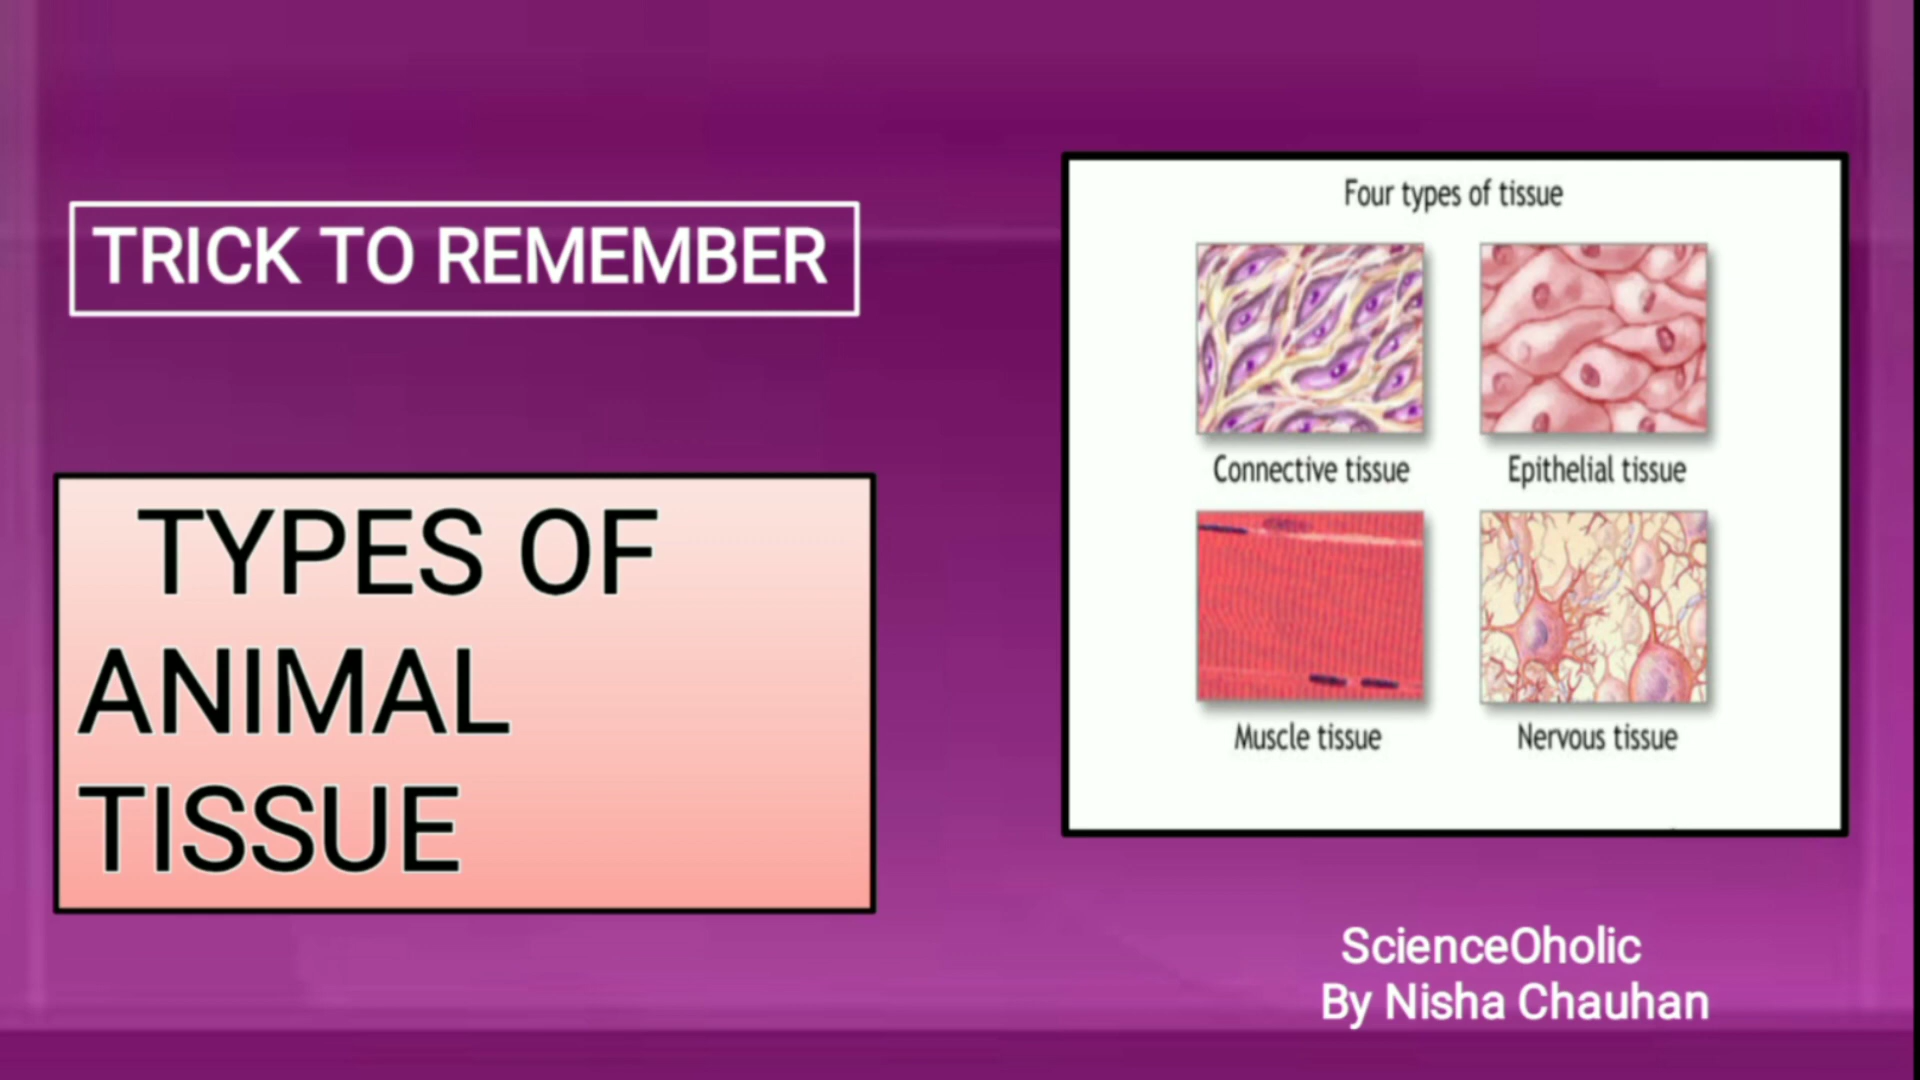 TRICK TO REMEMBER
TYPES OF
ANIMAL
TISSUE
Four types of tissue
Connective tissue
Epithelial tissue
Muscle tissue
Nervous tissue
ScienceOholic
By Nisha Chauhan